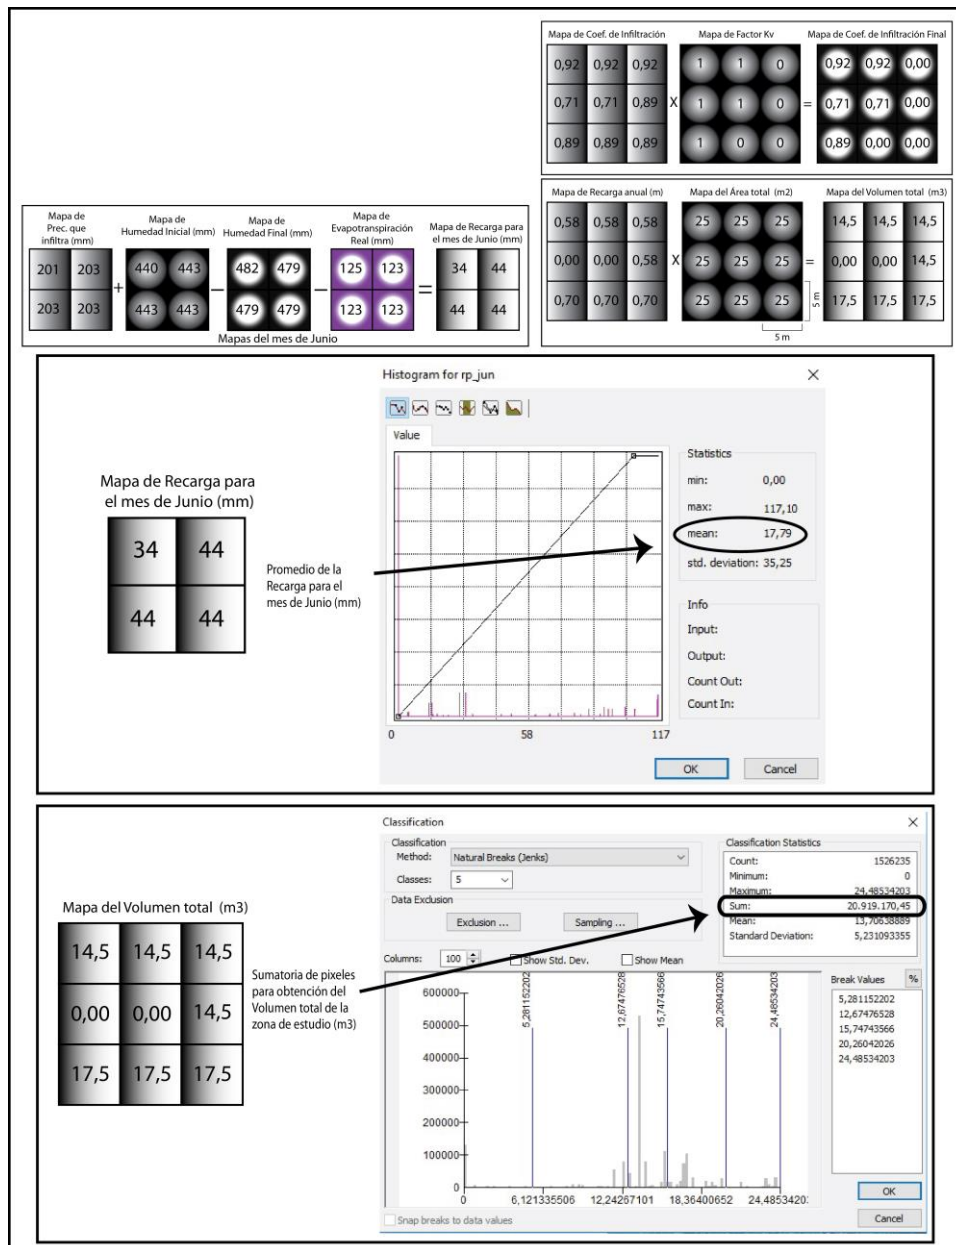 Mapa de Coef. de Infiltración
Mapa de Factor Kv
Mapa de Coef. de Infiltración Final
0,92 0,92 0,92 1 1 0 0,92 0,92 0,00
0,71 0,71 0,89 X 1 1 0 = 0,71 0,71 0,00
0,89 0,89 0,89 1 0 0 0,89 0,00 0,00
Mapa de Recarga anual (m)
Mapa del Área total (m2)
Mapa del Volumen total (m3)
0,58 0,58 0,58 25 25 25 14,5 14,5 14,5
0,00 0,00 0,58 X 25 25 25 = 0,00 0,00 14,5
0,70 0,70 0,70 25 25 25 17,5 17,5 17,5
5 m
5 m
Mapa de
Prec. que
infiltra (mm)
Mapa de
Humedad Inicial (mm)
Mapa de
Humedad Final (mm)
Mapa de
Evapotranspiración
Real (mm)
Mapa de Recarga para
el mes de Junio (mm)
201 203 440 443 482 479 125 123 34 44
+ − − =
203 203 443 443 479 479 123 123 44 44
Mapas del mes de Junio
Mapa de Recarga para
el mes de Junio (mm)
34 44
44 44
Promedio de la
Recarga para el
mes de Junio (mm)
Histogram for rp_jun
Value
Statistics
min: 0,00
max: 117,10
mean: 17,79
std. deviation: 35,25
Info
Input:
Output:
Count Out:
Count In:
0 58 117
OK Cancel
Mapa del Volumen total (m3)
14,5 14,5 14,5
0,00 0,00 14,5
17,5 17,5 17,5
Sumatoria de pixeles
para obtención del
Volumen total de la
zona de estudio (m3)
Classification
Classification
Method: Natural Breaks (Jenks)
Classes: 5
Data Exclusion
Exclusion ... Sampling ...
Classification Statistics
Count: 1526235
Minimum: 0
Maximum: 24,48534203
Sum: 20.919.170,45
Mean: 13,70638889
Standard Deviation: 5,231093355
Columns: 100 Show Std. Dev. Show Mean
Break Values %
5,281152202
12,67476528
15,74743566
20,26042026
24,48534203
600000
500000
400000
300000
200000
100000
0
5,281152202 12,67476528 15,74743566 20,26042026 24,48534203
0 6,121335506 12,24267101 18,36400652 24,48534203
Snap breaks to data values
OK
Cancel